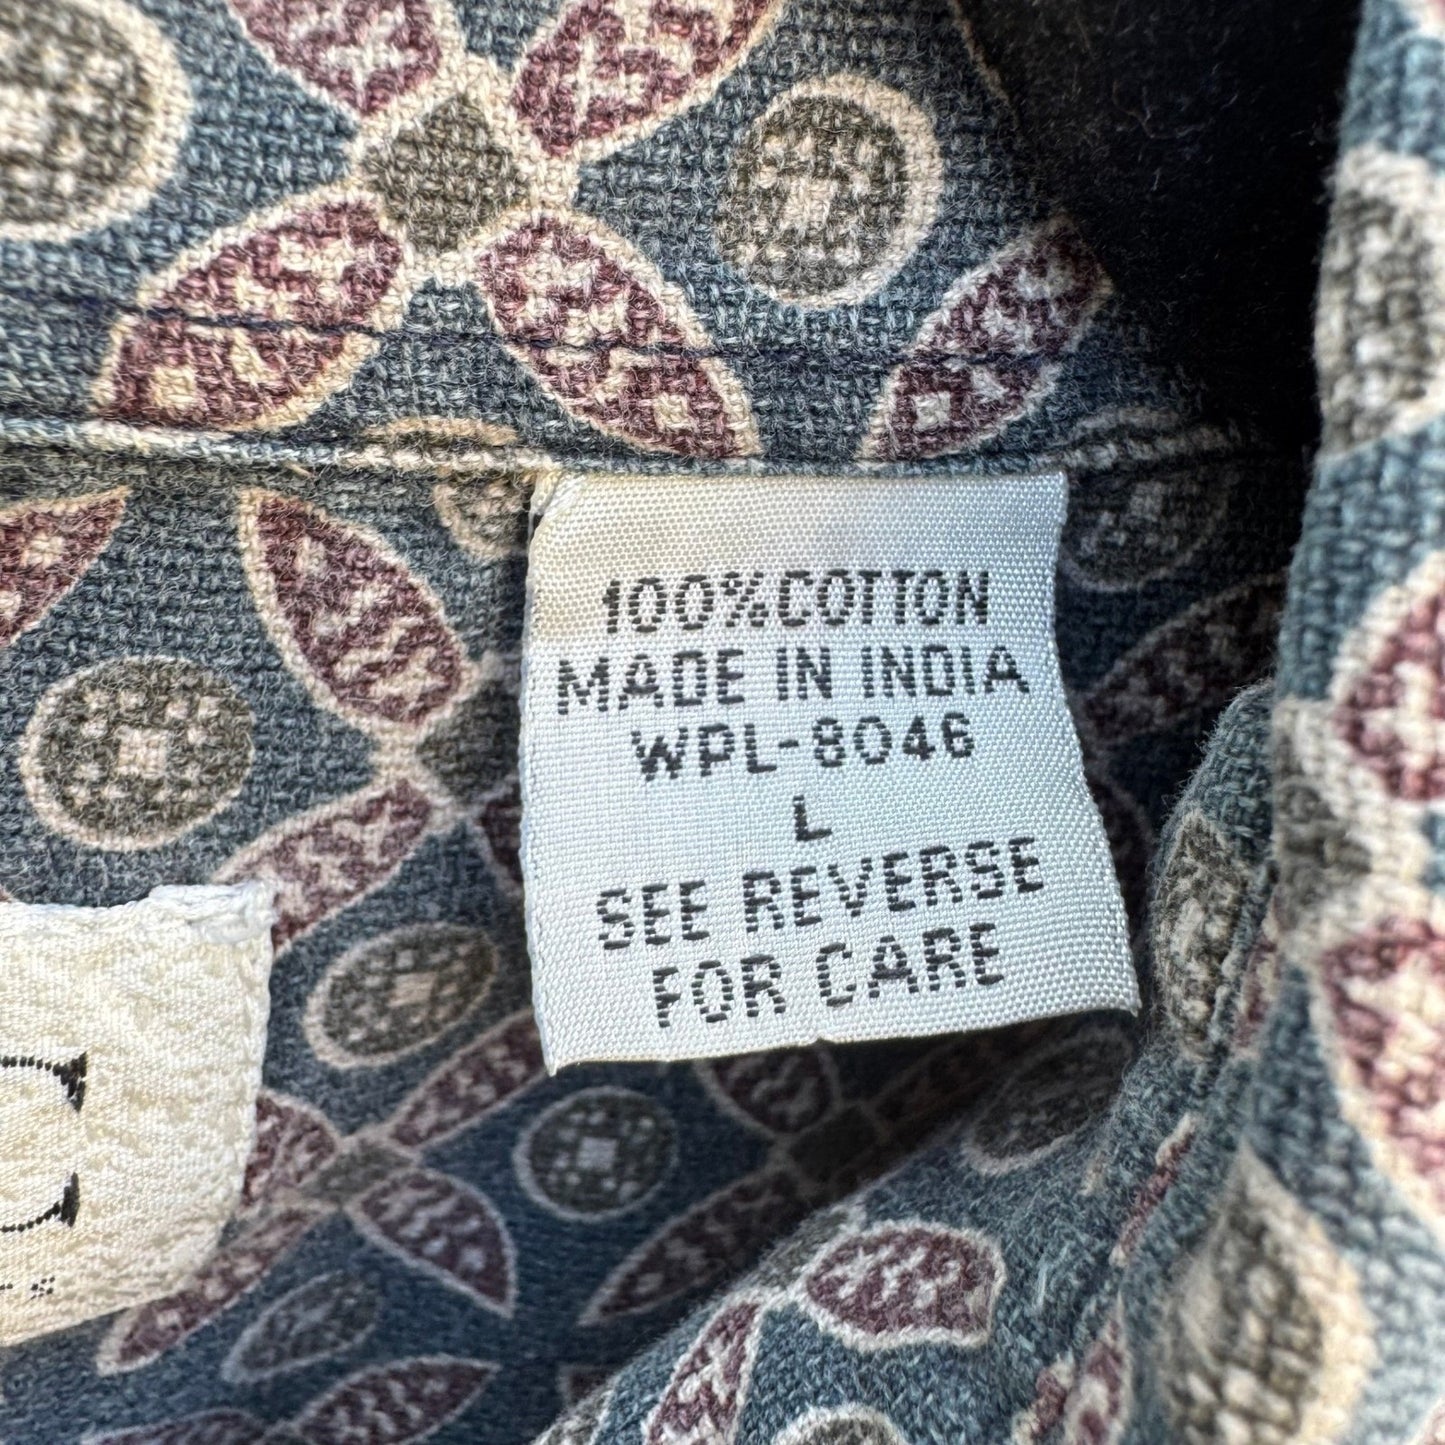 100% COTTON
MADE IN INDIA
WPL-8046
L
SEE REVERSE
FOR CARE